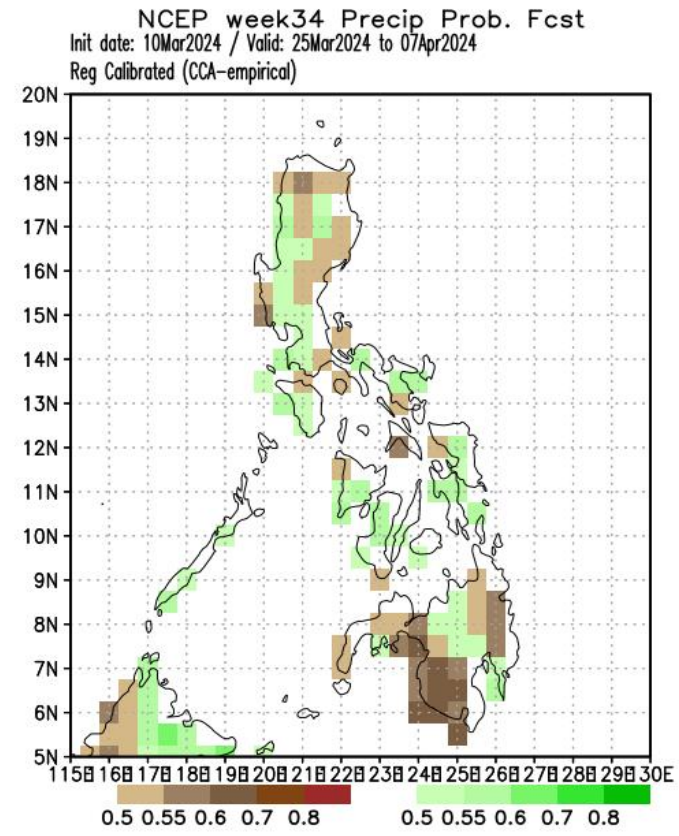 NCEP week34 Precip Prob. Fcst
Init date: 10Mar2024 / Valid: 25Mar2024 to 07Apr2024
Reg Calibrated (CCA-empirical)
20N
19N
18N
17N
16N
15N
14N
13N
12N
11N
10N
9N
8N
7N
6N
5N
115E 116E 117E 118E 119E 120E 121E 122E 123E 124E 125E 126E 127E 128E 129E 130E
0.5 0.55 0.6 0.7 0.8 0.5 0.55 0.6 0.7 0.8